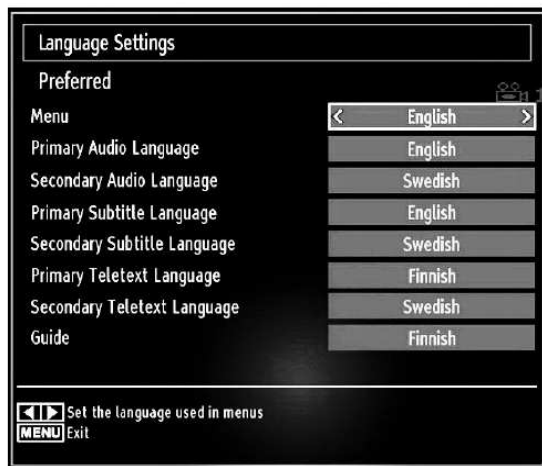 Language Settings
Preferred
1
Menu < English >
Primary Audio Language English
Secondary Audio Language Swedish
Primary Subtitle Language English
Secondary Subtitle Language Swedish
Primary Teletext Language Finnish
Secondary Teletext Language Swedish
Guide Finnish
Set the language used in menus
MENU Exit